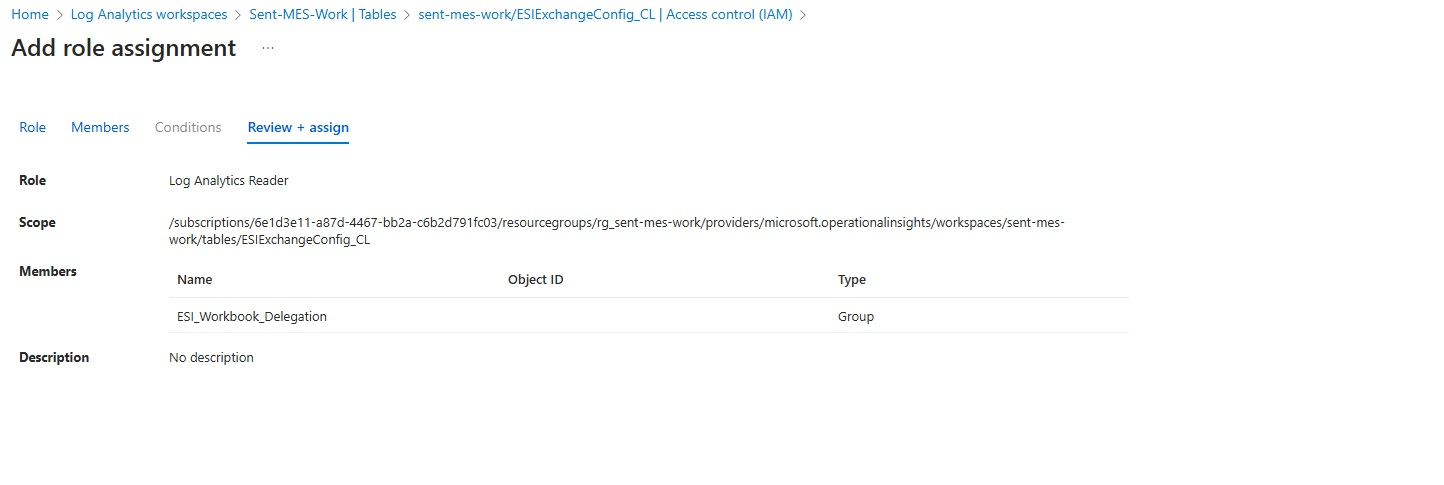 Home > Log Analytics workspaces > Sent-MES-Work | Tables > sent-mes-work/ESIExchangeConfig_CL | Access control (IAM) >
Add role assignment ...
Role Members Conditions Review + assign
Role Log Analytics Reader
Scope /subscriptions/6e1d3e11-a87d-4467-bb2a-c6b2d791fc03/resourcegroups/rg_sent-mes-work/providers/microsoft.operationalinsights/workspaces/sent-mes-
work/tables/ESIExchangeConfig_CL
Members
Name Object ID Type
ESI_Workbook_Delegation Group
Description No description